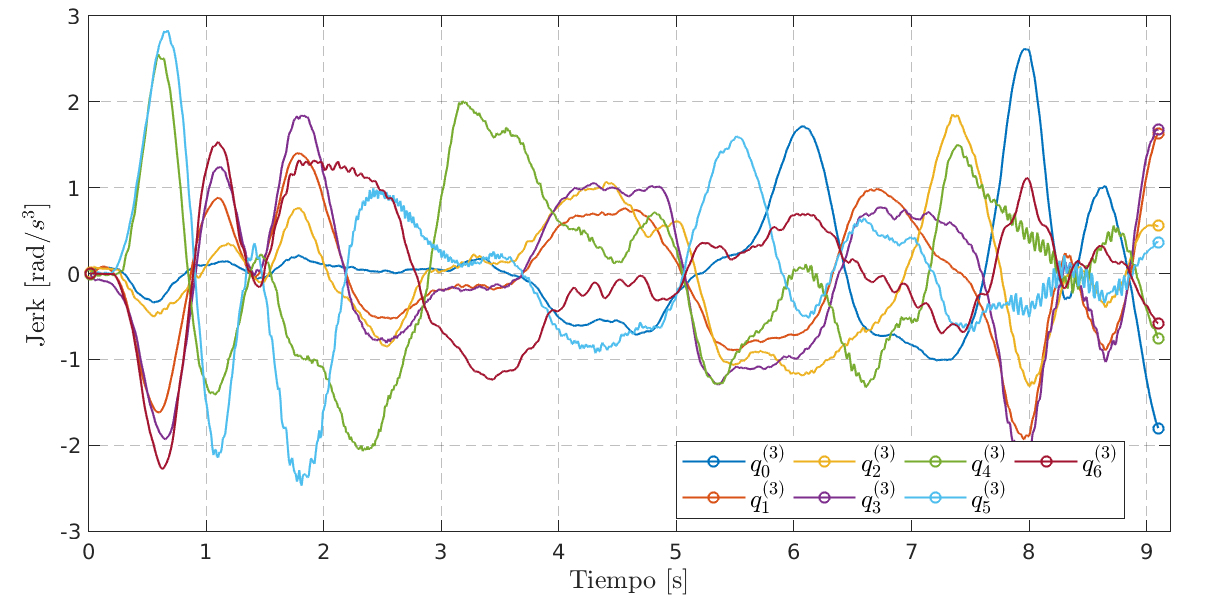 3
2
1
0
-1
-2
-3
Jerk [rad/s³]
0 1 2 3 4 5 6 7 8 9
Tiempo [s]
q₀⁽³⁾ q₂⁽³⁾ q₄⁽³⁾ q₆⁽³⁾
q₁⁽³⁾ q₃⁽³⁾ q₅⁽³⁾